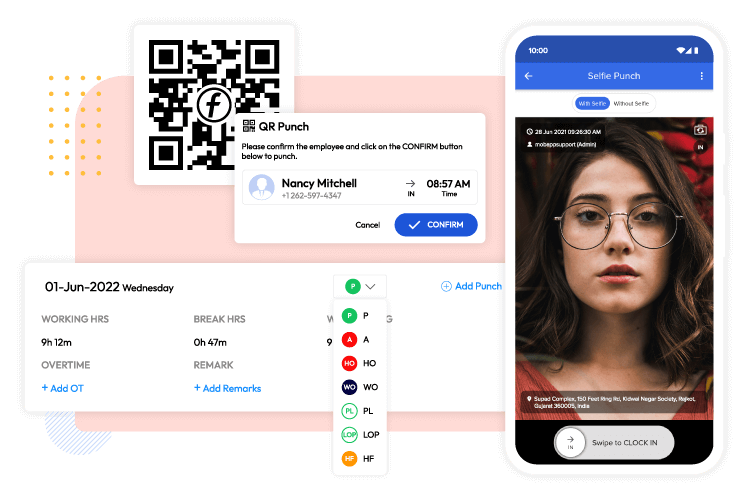 QR Punch
Please confirm the employee and click on the CONFIRM button
below to punch.
Nancy Mitchell
+1 262-597-4347
IN
08:57 AM
Time
Cancel
CONFIRM
01-Jun-2022 Wednesday
P
Add Punch
WORKING HRS
BREAK HRS
W
G
9h 12m
0h 47m
9
OVERTIME
REMARK
+ Add OT
+ Add Remarks
P P
A A
HO HO
WO WO
PL PL
LOP LOP
HF HF
10:00
Selfie Punch
With Selfie
Without Selfie
28 Jun 2021 09:26:30 AM
IN
mobappsupport (Admin)
Supad Complex, 150 Feet Ring Rd, Kidwai Nagar Society, Rajkot,
Gujarat 360005, India
IN
Swipe to CLOCK IN